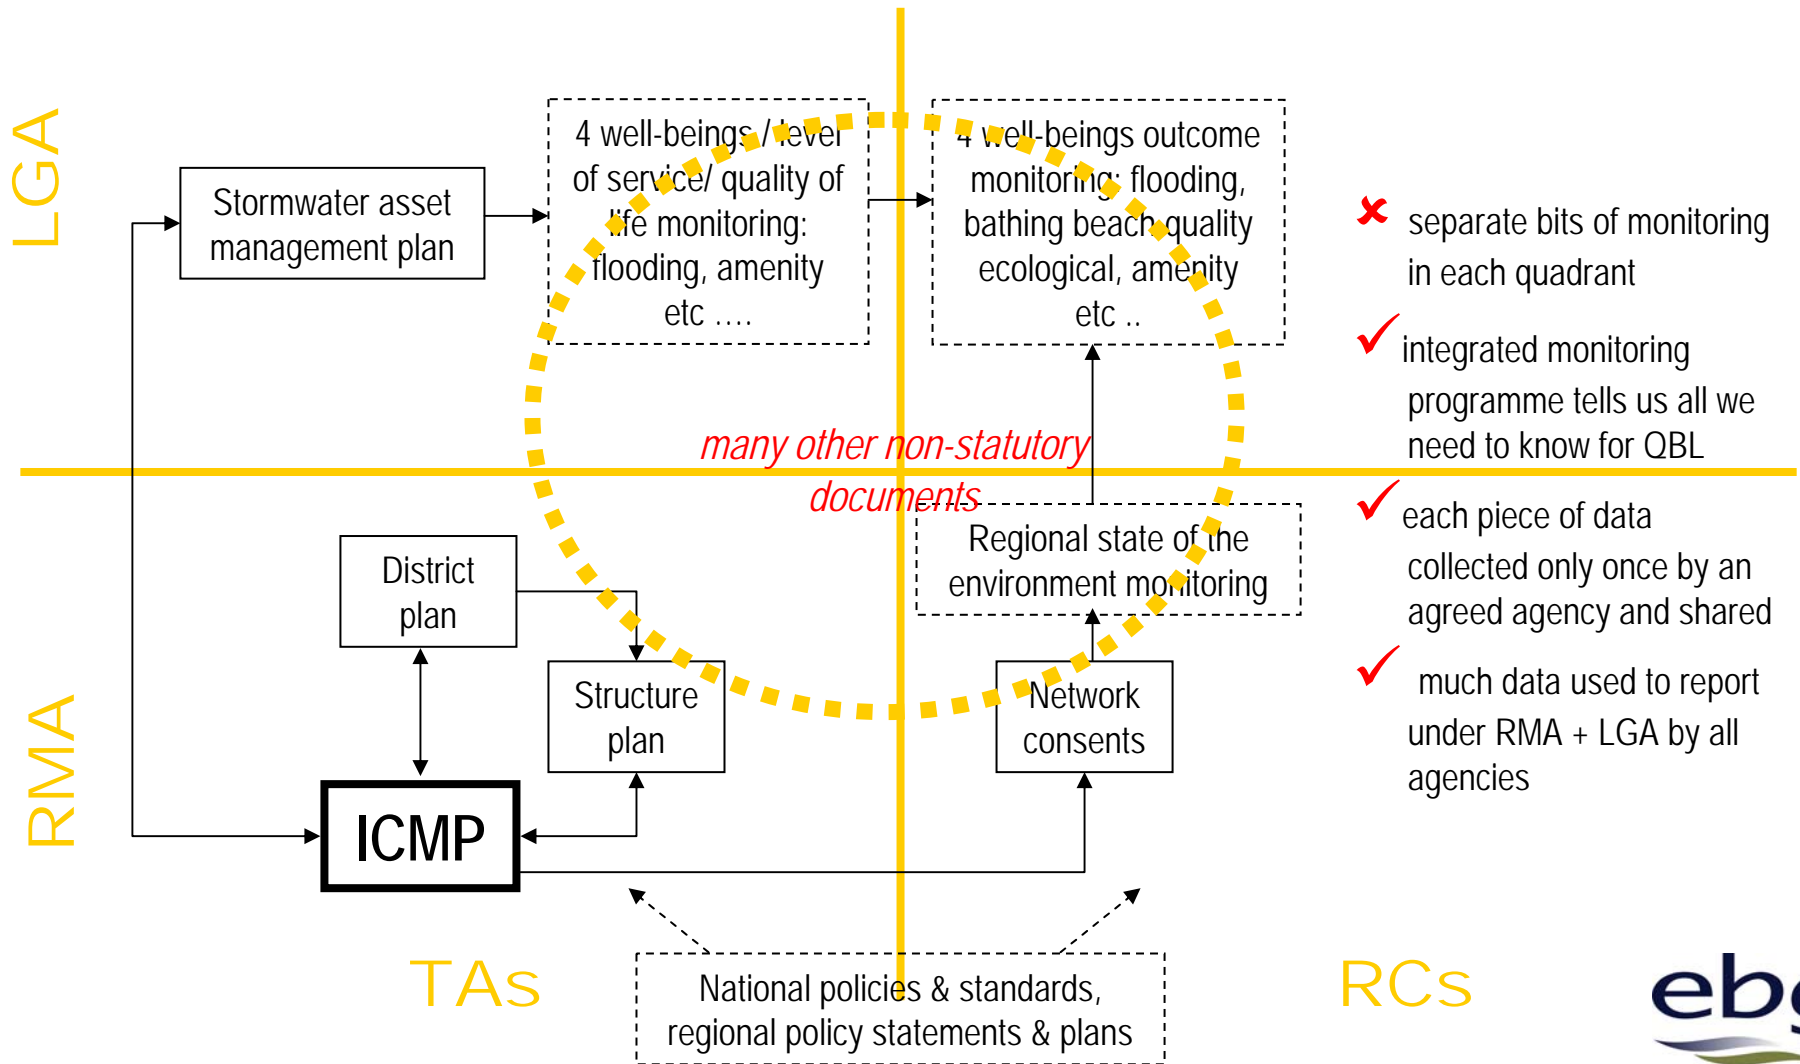 LGA
Stormwater asset
management plan
4 well-beings / level
of service/ quality of
life monitoring:
flooding, amenity
etc ….
4 well-beings outcome
monitoring: flooding,
bathing beach quality
ecological, amenity
etc ..
✘ separate bits of monitoring
in each quadrant
✓ integrated monitoring
programme tells us all we
need to know for QBL
✓ each piece of data
collected only once by an
agreed agency and shared
✓ much data used to report
under RMA + LGA by all
agencies
many other non-statutory
documents
RMA
District
plan
Structure
plan
ICMP
Regional state of the
environment monitoring
Network
consents
TAs
National policies & standards,
regional policy statements & plans
RCs